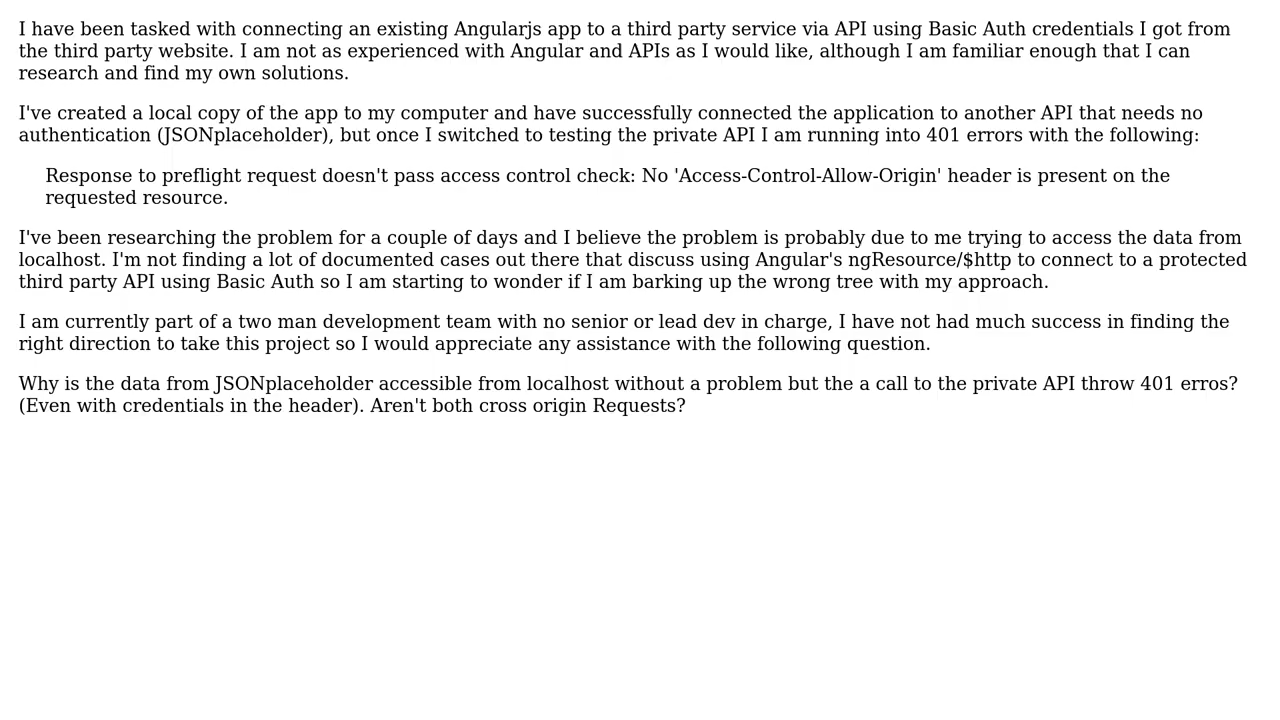 I have been tasked with connecting an existing Angularjs app to a third party service via API using Basic Auth credentials I got from
the third party website. I am not as experienced with Angular and APIs as I would like, although I am familiar enough that I can
research and find my own solutions.
I've created a local copy of the app to my computer and have successfully connected the application to another API that needs no
authentication (JSONplaceholder), but once I switched to testing the private API I am running into 401 errors with the following:
Response to preflight request doesn't pass access control check: No 'Access-Control-Allow-Origin' header is present on the
requested resource.
I've been researching the problem for a couple of days and I believe the problem is probably due to me trying to access the data from
localhost. I'm not finding a lot of documented cases out there that discuss using Angular's ngResource/$http to connect to a protected
third party API using Basic Auth so I am starting to wonder if I am barking up the wrong tree with my approach.
I am currently part of a two man development team with no senior or lead dev in charge, I have not had much success in finding the
right direction to take this project so I would appreciate any assistance with the following question.
Why is the data from JSONplaceholder accessible from localhost without a problem but the a call to the private API throw 401 erros?
(Even with credentials in the header). Aren't both cross origin Requests?